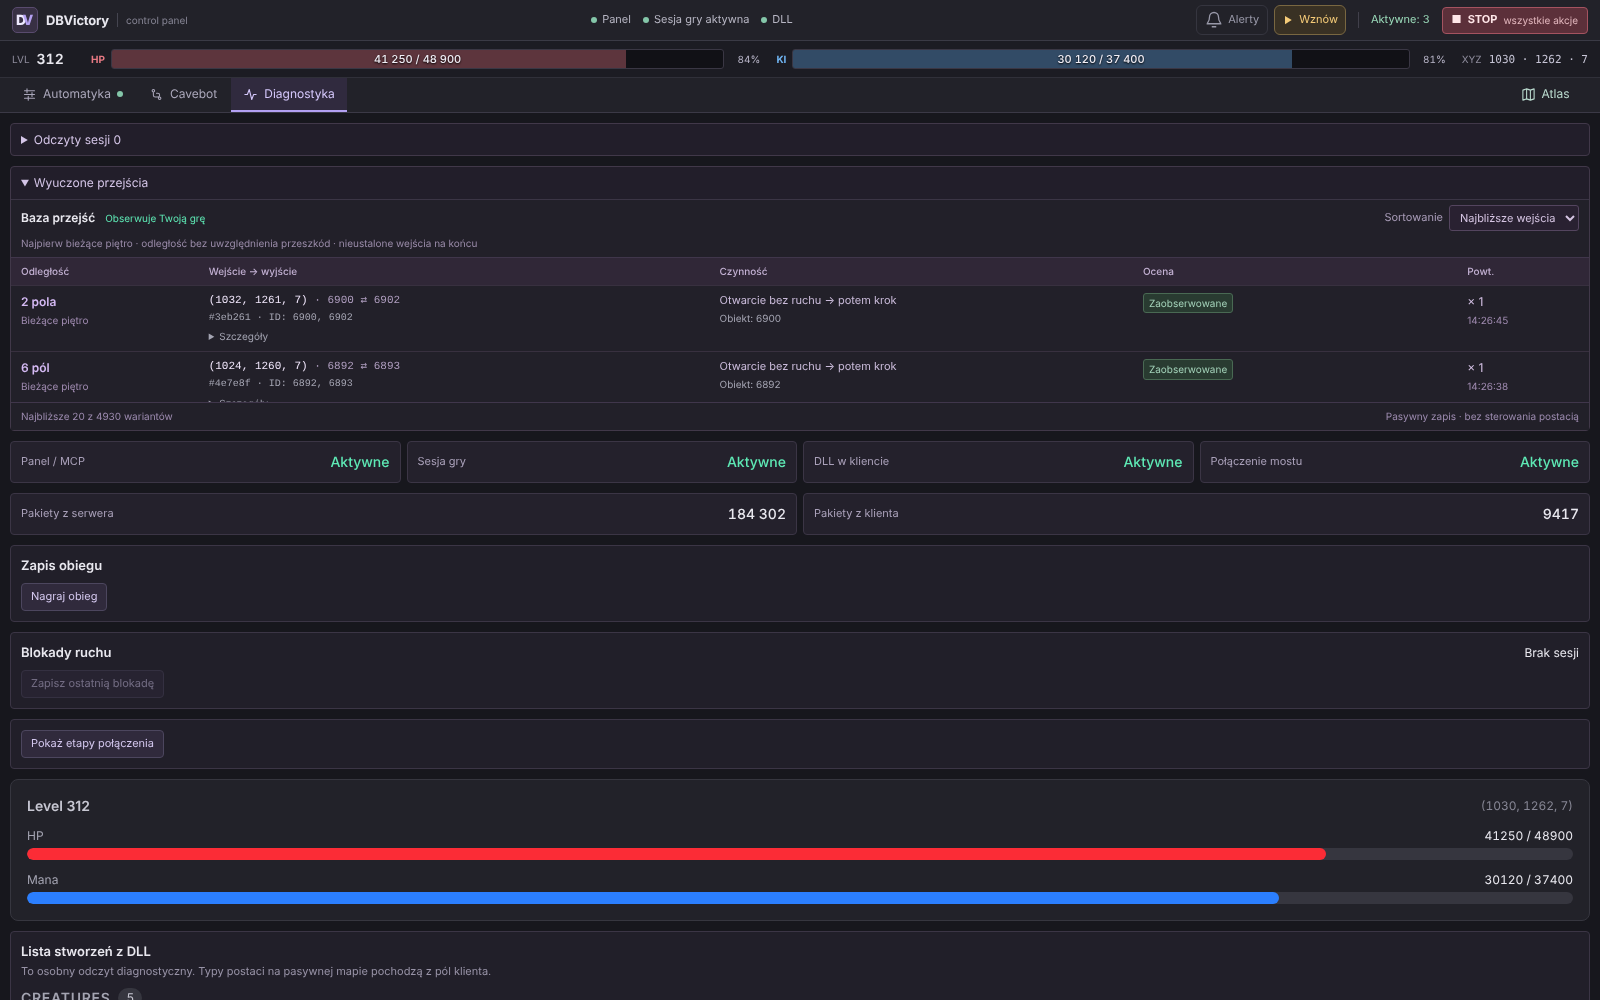 DV DBVictory control panel
Panel Sesja gry aktywna DLL
Alerty Wznów Aktywne: 3 STOP wszystkie akcje
LVL 312 HP 41 250 / 48 900 84% KI 30 120 / 37 400 81% XYZ 1030 · 1262 · 7
Automatyka Cavebot Diagnostyka Atlas
Odczyty sesji 0
Wyuczone przejścia
Baza przejść Obserwuje Twoją grę Sortowanie Najbliższe wejścia
Najpierw bieżące piętro · odległość bez uwzględnienia przeszkód · nieustalone wejścia na końcu
Odległość Wejście → wyjście Czynność Ocena Powt.
2 pola (1032, 1261, 7) · 6900 ⇄ 6902 Otwarcie bez ruchu → potem krok Zaobserwowane × 1
Bieżące piętro #3eb261 · ID: 6900, 6902 Obiekt: 6900 14:26:45
Szczegóły
6 pól (1024, 1260, 7) · 6892 ⇄ 6893 Otwarcie bez ruchu → potem krok Zaobserwowane × 1
Bieżące piętro #4e7e8f · ID: 6892, 6893 Obiekt: 6892 14:26:38
Najbliższe 20 z 4930 wariantów Pasywny zapis · bez sterowania postacią
Panel / MCP Aktywne Sesja gry Aktywne DLL w kliencie Aktywne Połączenie mostu Aktywne
Pakiety z serwera 184 302 Pakiety z klienta 9417
Zapis obiegu
Nagraj obieg
Blokady ruchu Brak sesji
Zapisz ostatnią blokadę
Pokaż etapy połączenia
Level 312 (1030, 1262, 7)
HP 41250 / 48900
Mana 30120 / 37400
Lista stworzeń z DLL
To osobny odczyt diagnostyczny. Typy postaci na pasywnej mapie pochodzą z pól klienta.
CREATURES 5